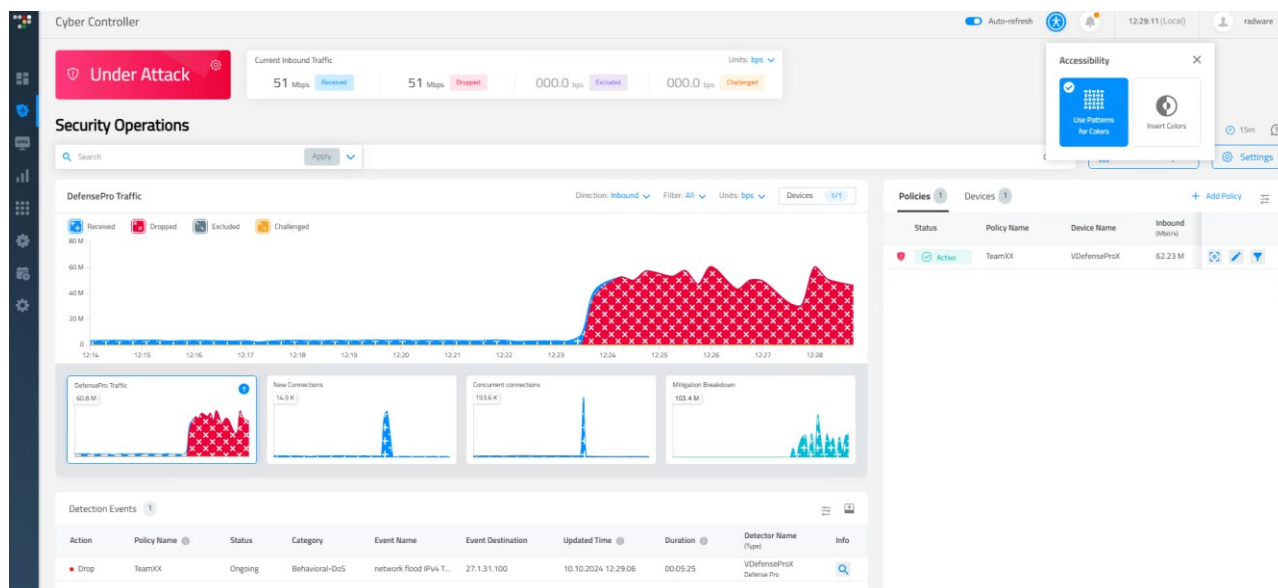 Cyber Controller
Auto-refresh
12:29:11 (Local)
radware
Under Attack
Current Inbound Traffic
Units: bps
51 Mbps Received
51 Mbps Dropped
000.0 bps Excluded
000.0 bps Challenged
Accessibility
Use Patterns
for Colors
Invert Colors
Security Operations
15m
Search
Apply
Settings
DefensePro Traffic
Direction: Inbound
Filter: All
Units: bps
Devices 1/1
Received
Dropped
Excluded
Challenged
80 M
60 M
40 M
20 M
0
12:14 12:15 12:16 12:17 12:18 12:19 12:20 12:21 12:22 12:23 12:24 12:25 12:26 12:27 12:28
DefensePro Traffic
60.8 M
New Connections
14.9 K
Concurrent connections
193.6 K
Mitigation Breakdown
103.4 M
Policies 1
Devices 1
+ Add Policy
Status Policy Name Device Name Inbound
(Mbit/s)
Active TeamXX VDefenseProX 62.23 M
Detection Events 1
Action Policy Name Status Category Event Name Event Destination Updated Time Duration Detector Name
(Type)
Info
Drop TeamXX Ongoing Behavioral-DoS network flood IPv4 T... 27.1.31.100 10.10.2024 12:29:06 00:05:25 VDefenseProX
Defense Pro